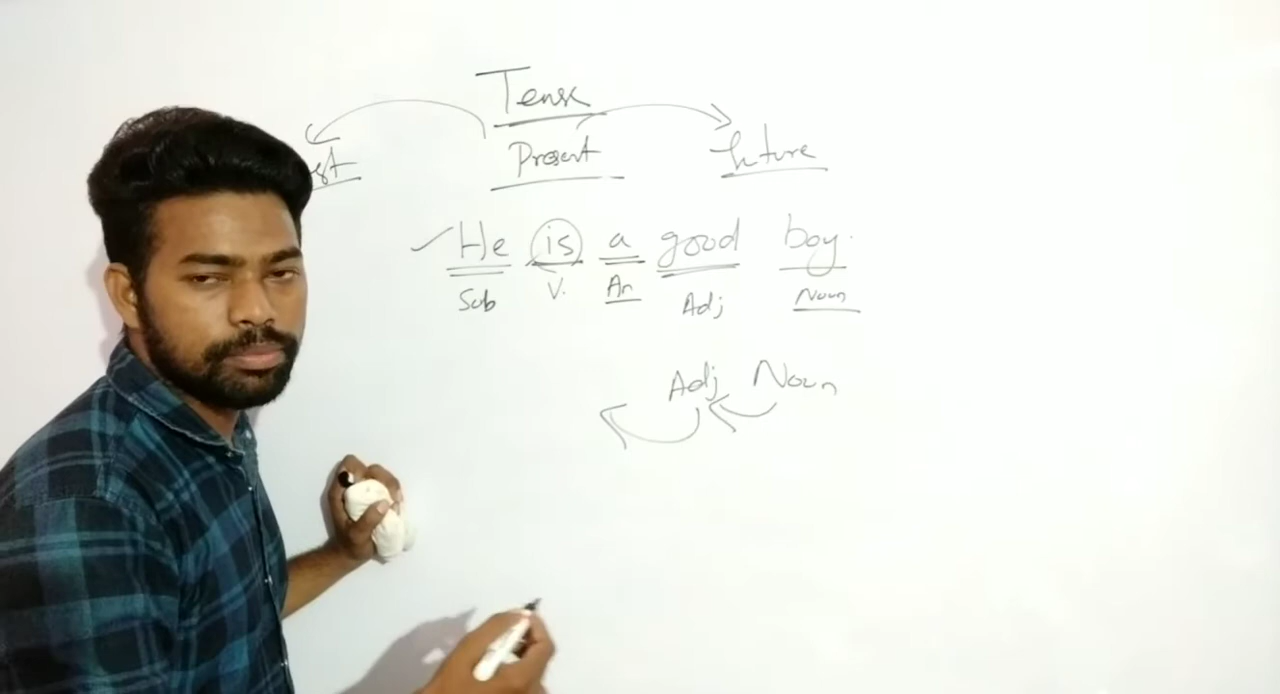 Tense
Present future
He is a good boy.
Sub V. Ar Adj Noun
Adj Noun